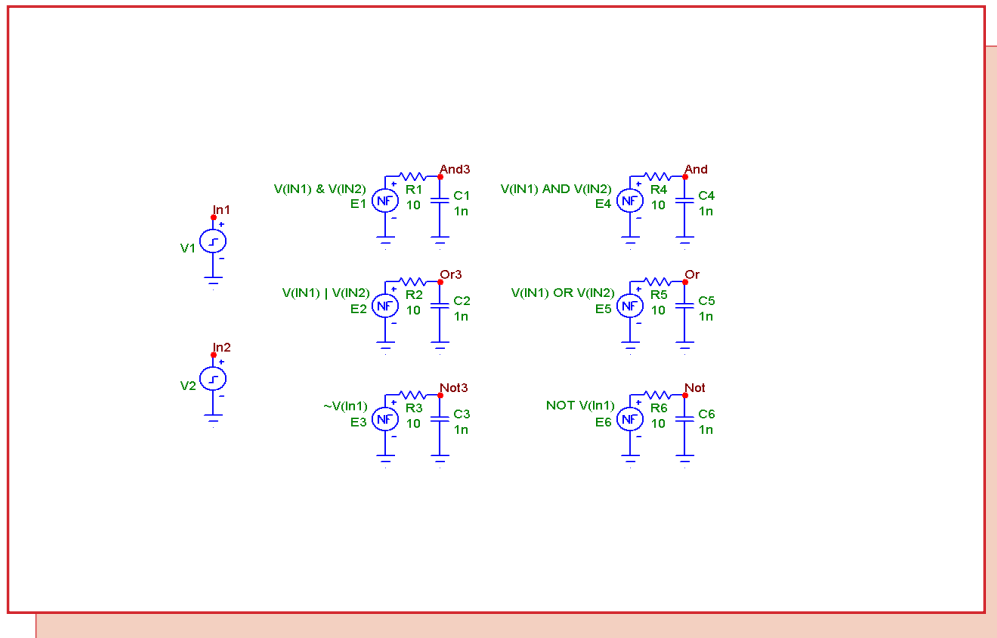 In1
V1
In2
V2
And3
V(IN1) & V(IN2)
E1
NF
R1
10
C1
1n
Or3
V(IN1) | V(IN2)
E2
NF
R2
10
C2
1n
Not3
~V(In1)
E3
NF
R3
10
C3
1n
And
V(IN1) AND V(IN2)
E4
NF
R4
10
C4
1n
Or
V(IN1) OR V(IN2)
E5
NF
R5
10
C5
1n
Not
NOT V(In1)
E6
NF
R6
10
C6
1n